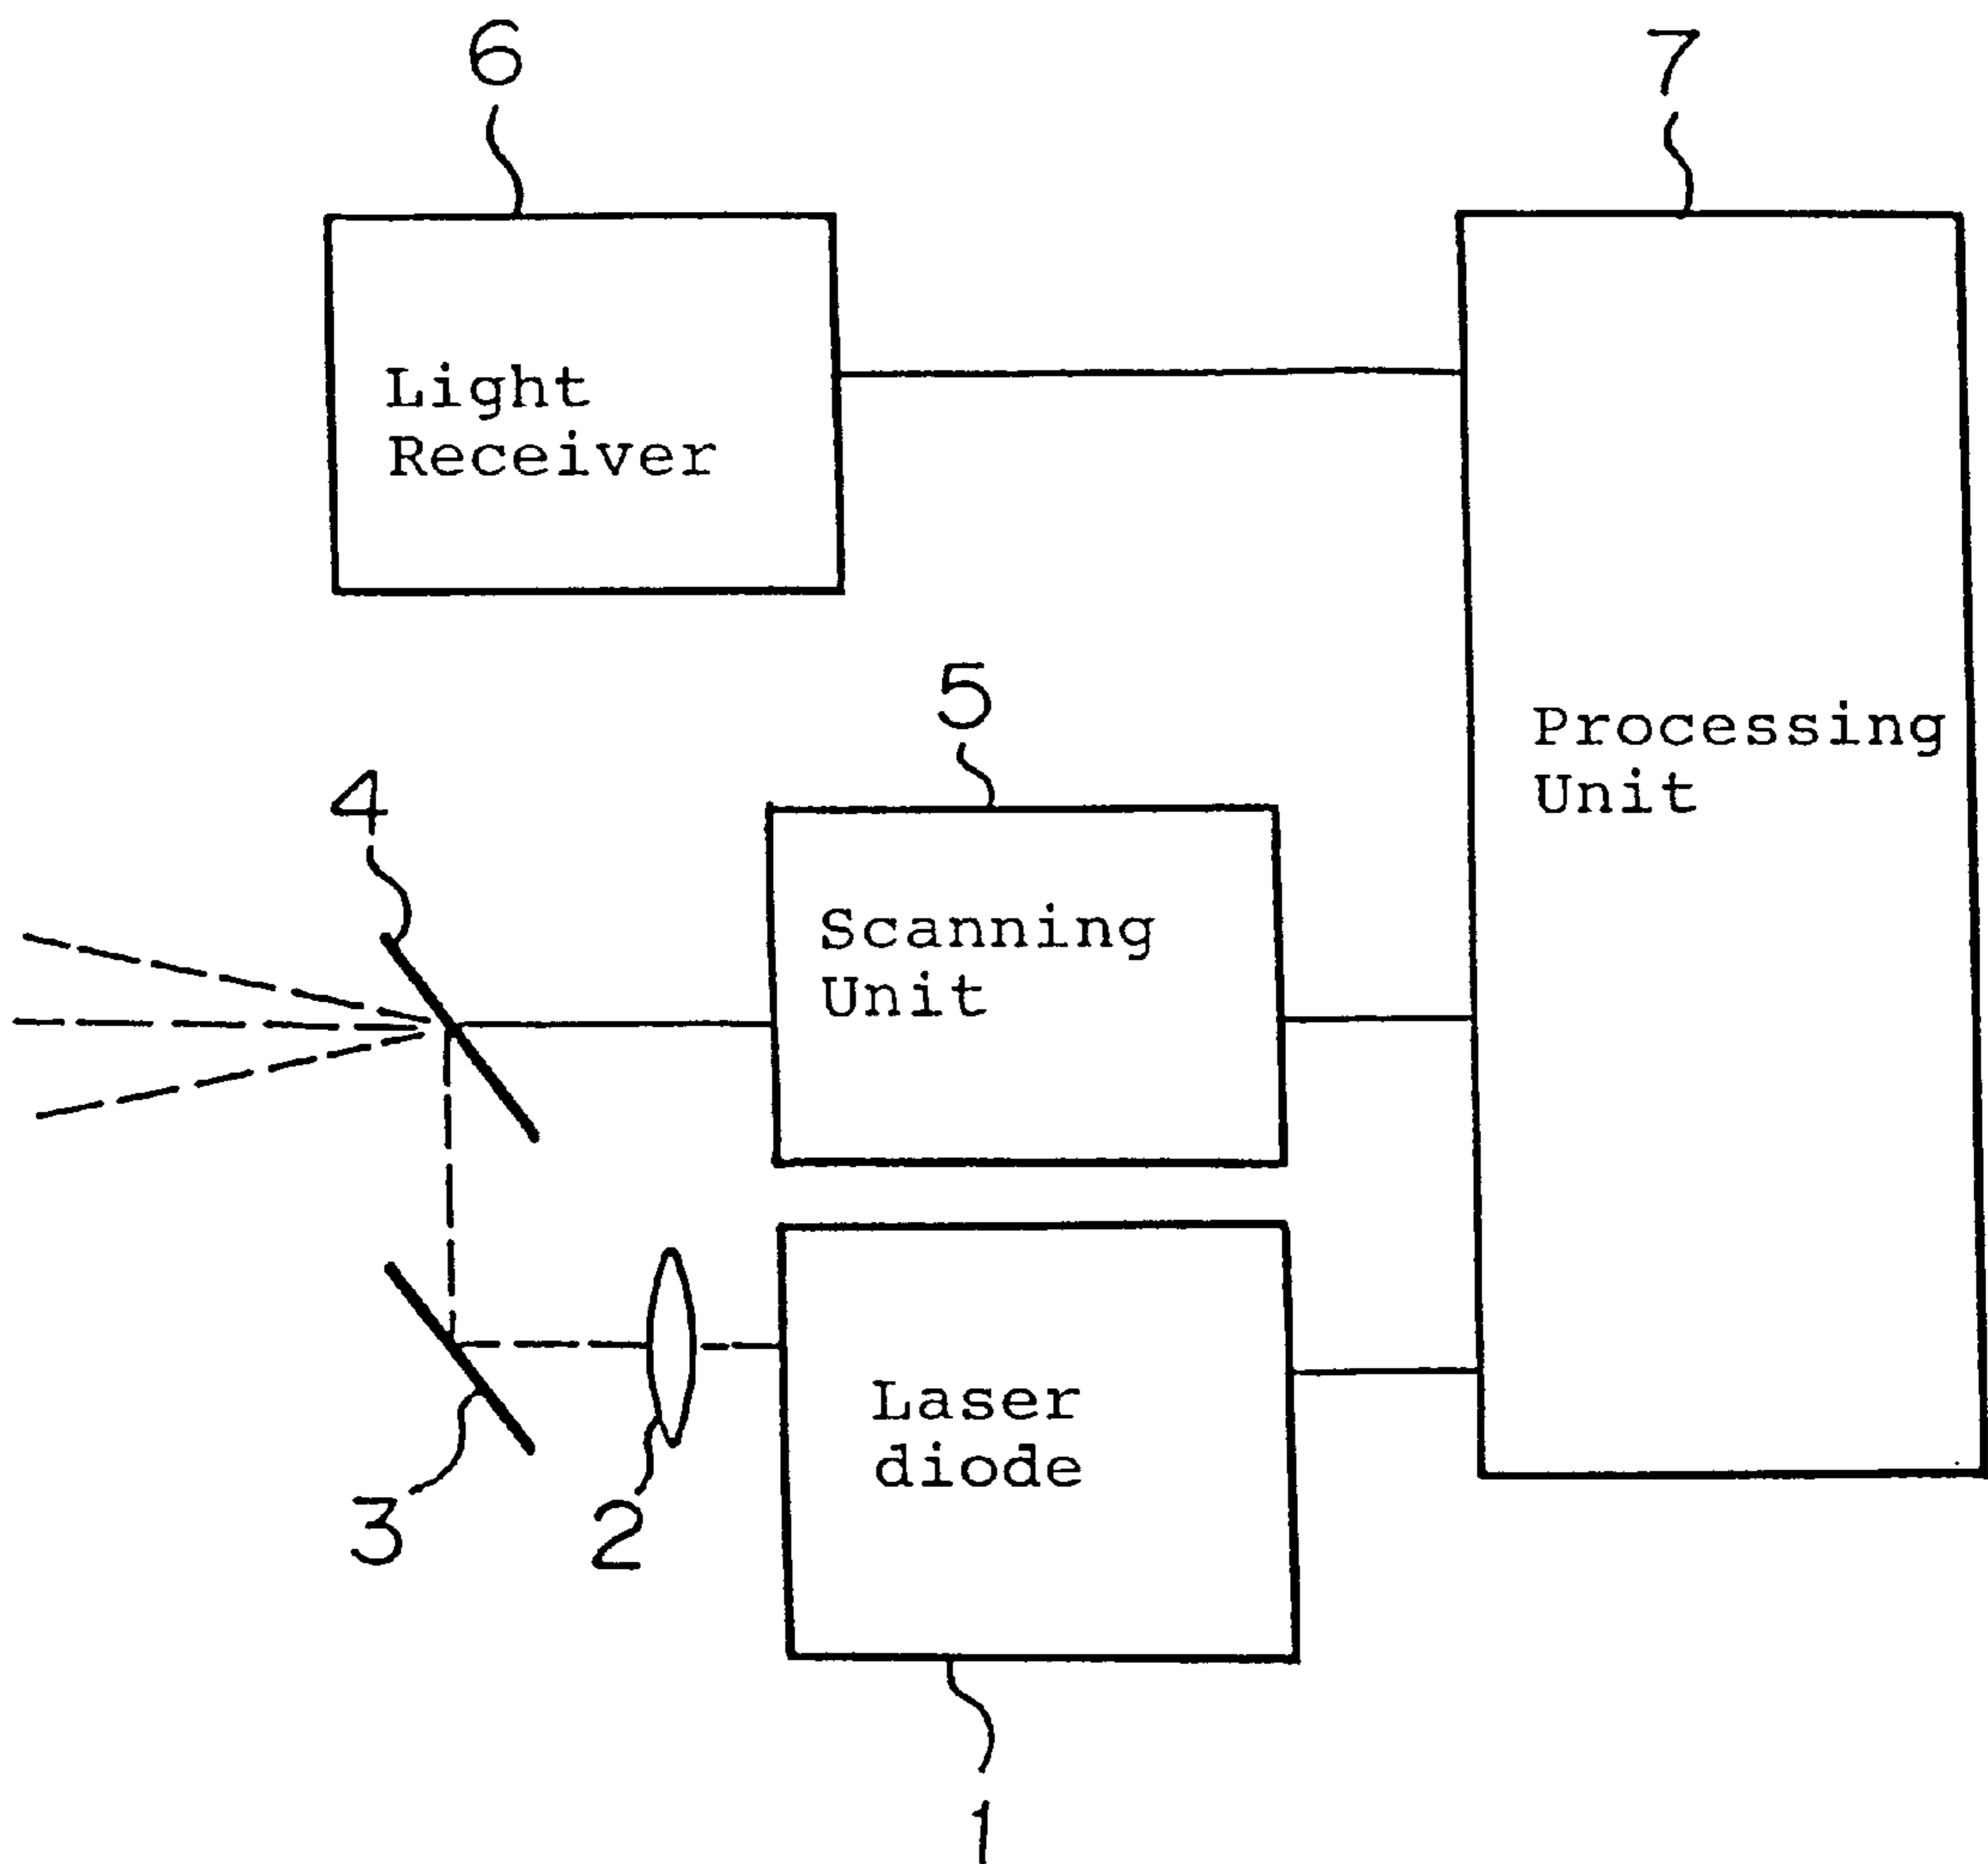 6
7
Light
Receiver
5
Processing
Unit
4
Scanning
Unit
Laser
diode
3
2
1